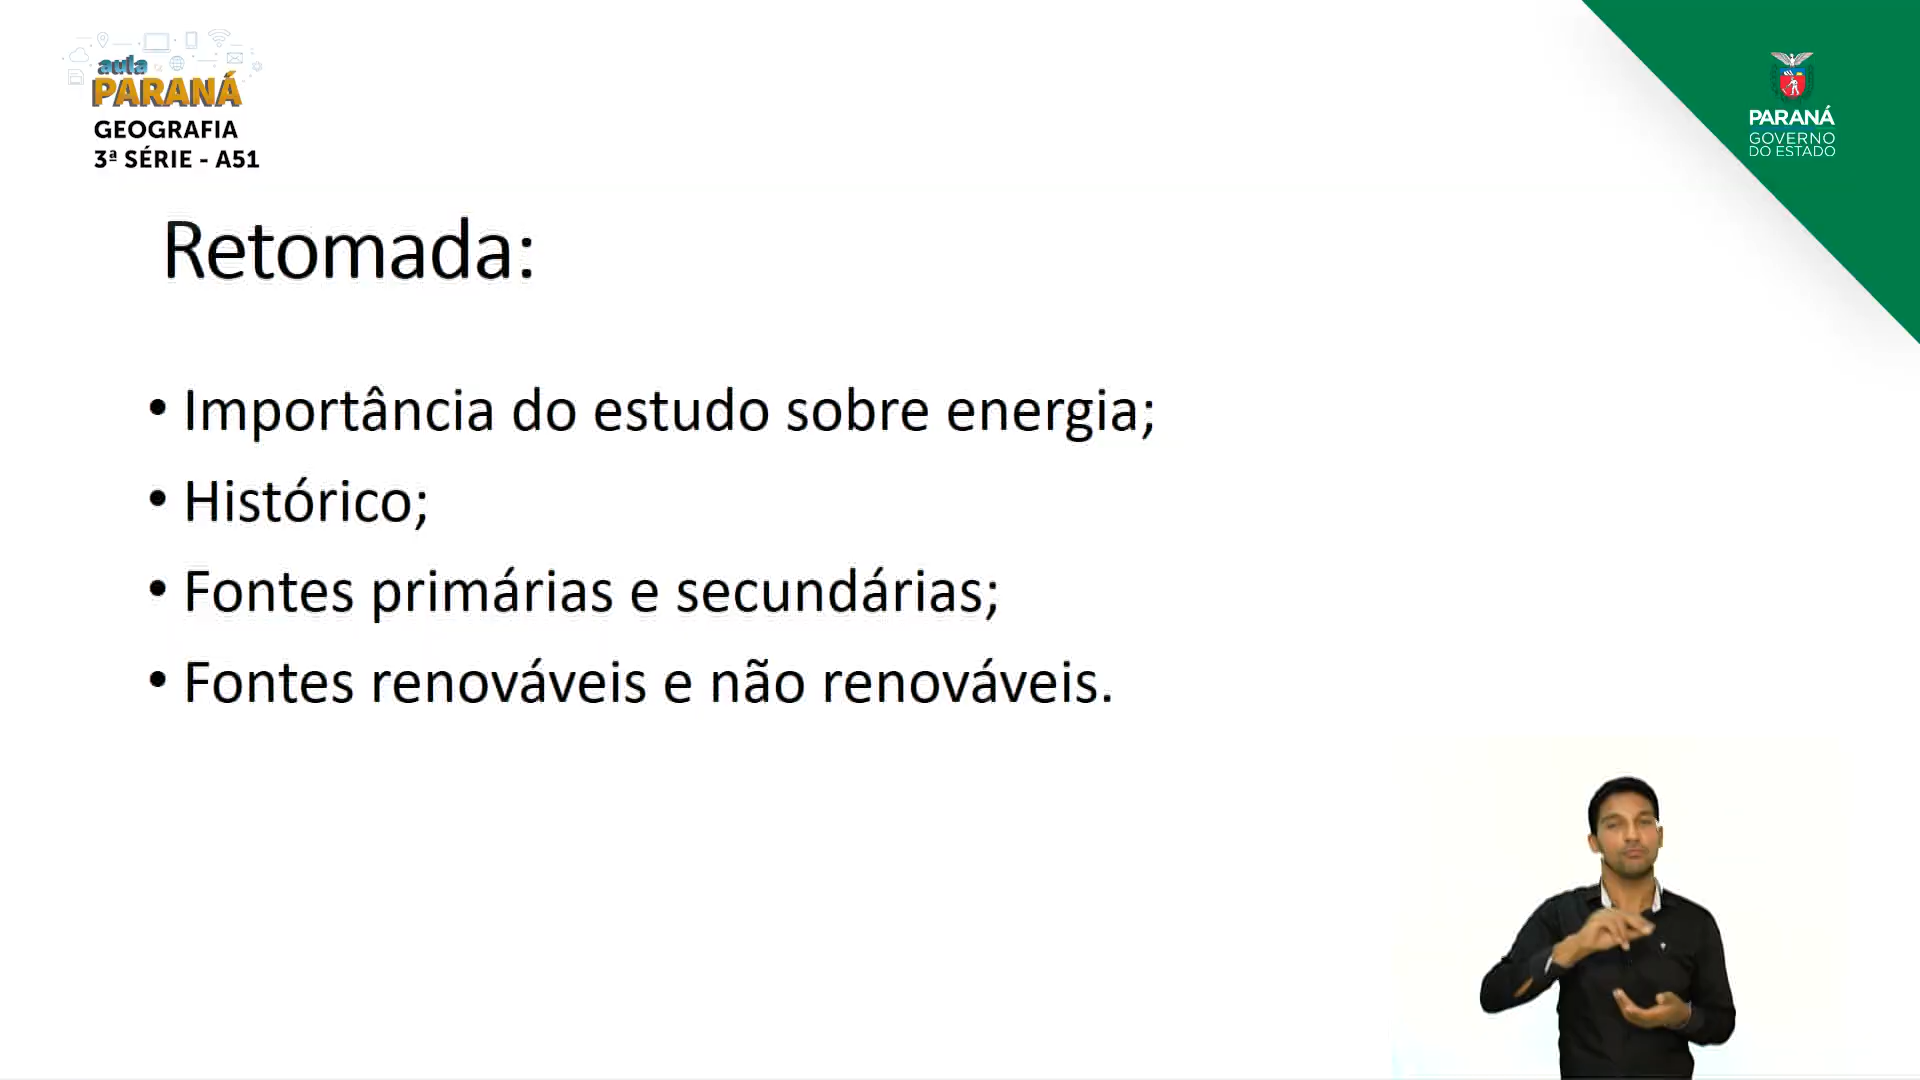 aula
PARANÁ
GEOGRAFIA
3ª SÉRIE - A51
PARANÁ
GOVERNO
DO ESTADO
Retomada:
• Importância do estudo sobre energia;
• Histórico;
• Fontes primárias e secundárias;
• Fontes renováveis e não renováveis.